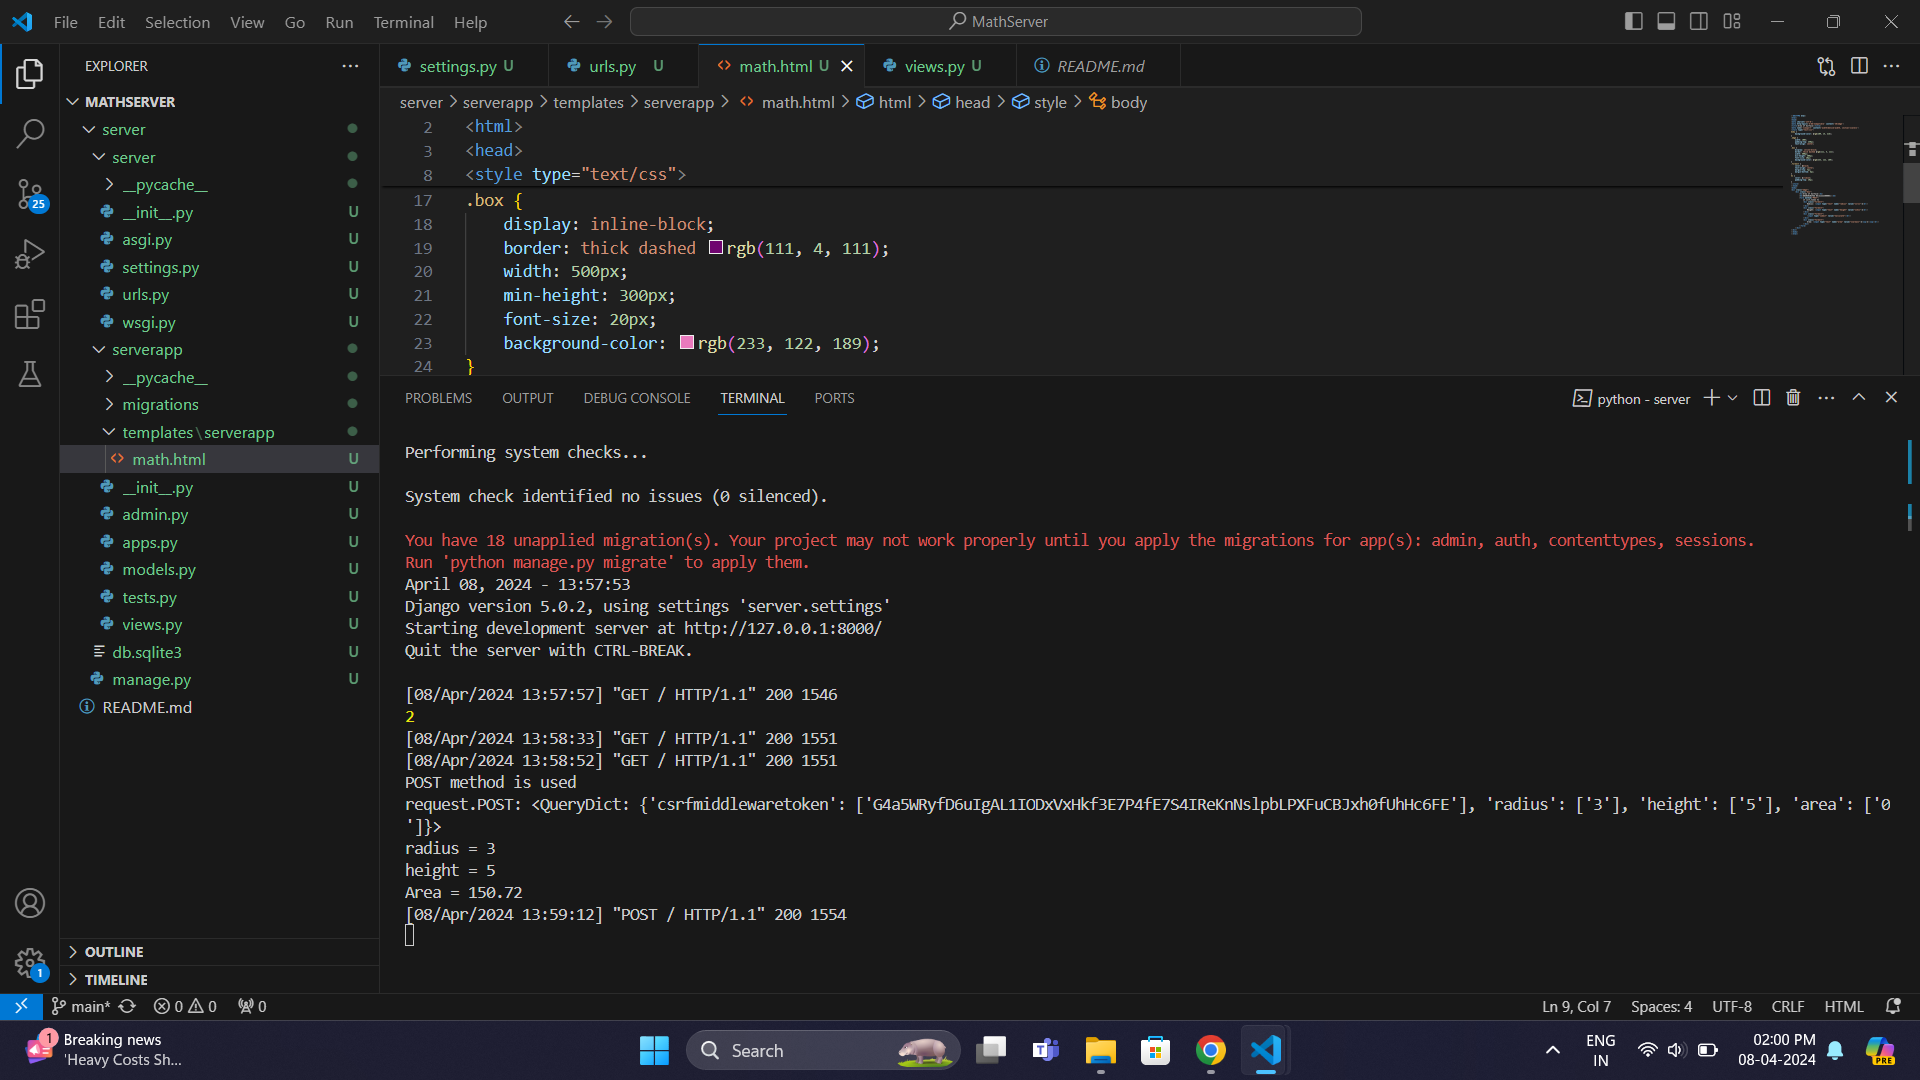 File Edit Selection View Go Run Terminal Help
MathServer
EXPLORER
MATHSERVER
server
server
__pycache__
__init__.py U
asgi.py U
settings.py U
urls.py U
wsgi.py U
serverapp
__pycache__
migrations
templates\serverapp
math.html U
__init__.py U
admin.py U
apps.py U
models.py U
tests.py U
views.py U
db.sqlite3 U
manage.py U
README.md
OUTLINE
TIMELINE
25
1
settings.py U urls.py U math.html U views.py U README.md
server > serverapp > templates > serverapp > math.html > html > head > style > body
2 <html>
3 <head>
8 <style type="text/css">
17 .box {
18 display: inline-block;
19 border: thick dashed rgb(111, 4, 111);
20 width: 500px;
21 min-height: 300px;
22 font-size: 20px;
23 background-color: rgb(233, 122, 189);
24 }
PROBLEMS OUTPUT DEBUG CONSOLE TERMINAL PORTS
python - server
Performing system checks...
System check identified no issues (0 silenced).
You have 18 unapplied migration(s). Your project may not work properly until you apply the migrations for app(s): admin, auth, contenttypes, sessions.
Run 'python manage.py migrate' to apply them.
April 08, 2024 - 13:57:53
Django version 5.0.2, using settings 'server.settings'
Starting development server at http://127.0.0.1:8000/
Quit the server with CTRL-BREAK.
[08/Apr/2024 13:57:57] "GET / HTTP/1.1" 200 1546
2
[08/Apr/2024 13:58:33] "GET / HTTP/1.1" 200 1551
[08/Apr/2024 13:58:52] "GET / HTTP/1.1" 200 1551
POST method is used
request.POST: <QueryDict: {'csrfmiddlewaretoken': ['G4a5WRyfD6uIgAL1IODxVxHkf3E7P4fE7S4IReKnNslpbLPXFuCBJxh0fUhHc6FE'], 'radius': ['3'], 'height': ['5'], 'area': ['0
']}>
radius = 3
height = 5
Area = 150.72
[08/Apr/2024 13:59:12] "POST / HTTP/1.1" 200 1554
main* 0 0 0
Ln 9, Col 7 Spaces: 4 UTF-8 CRLF HTML
1
Breaking news
'Heavy Costs Sh...
Search
PRE
ENG
IN
02:00 PM
08-04-2024